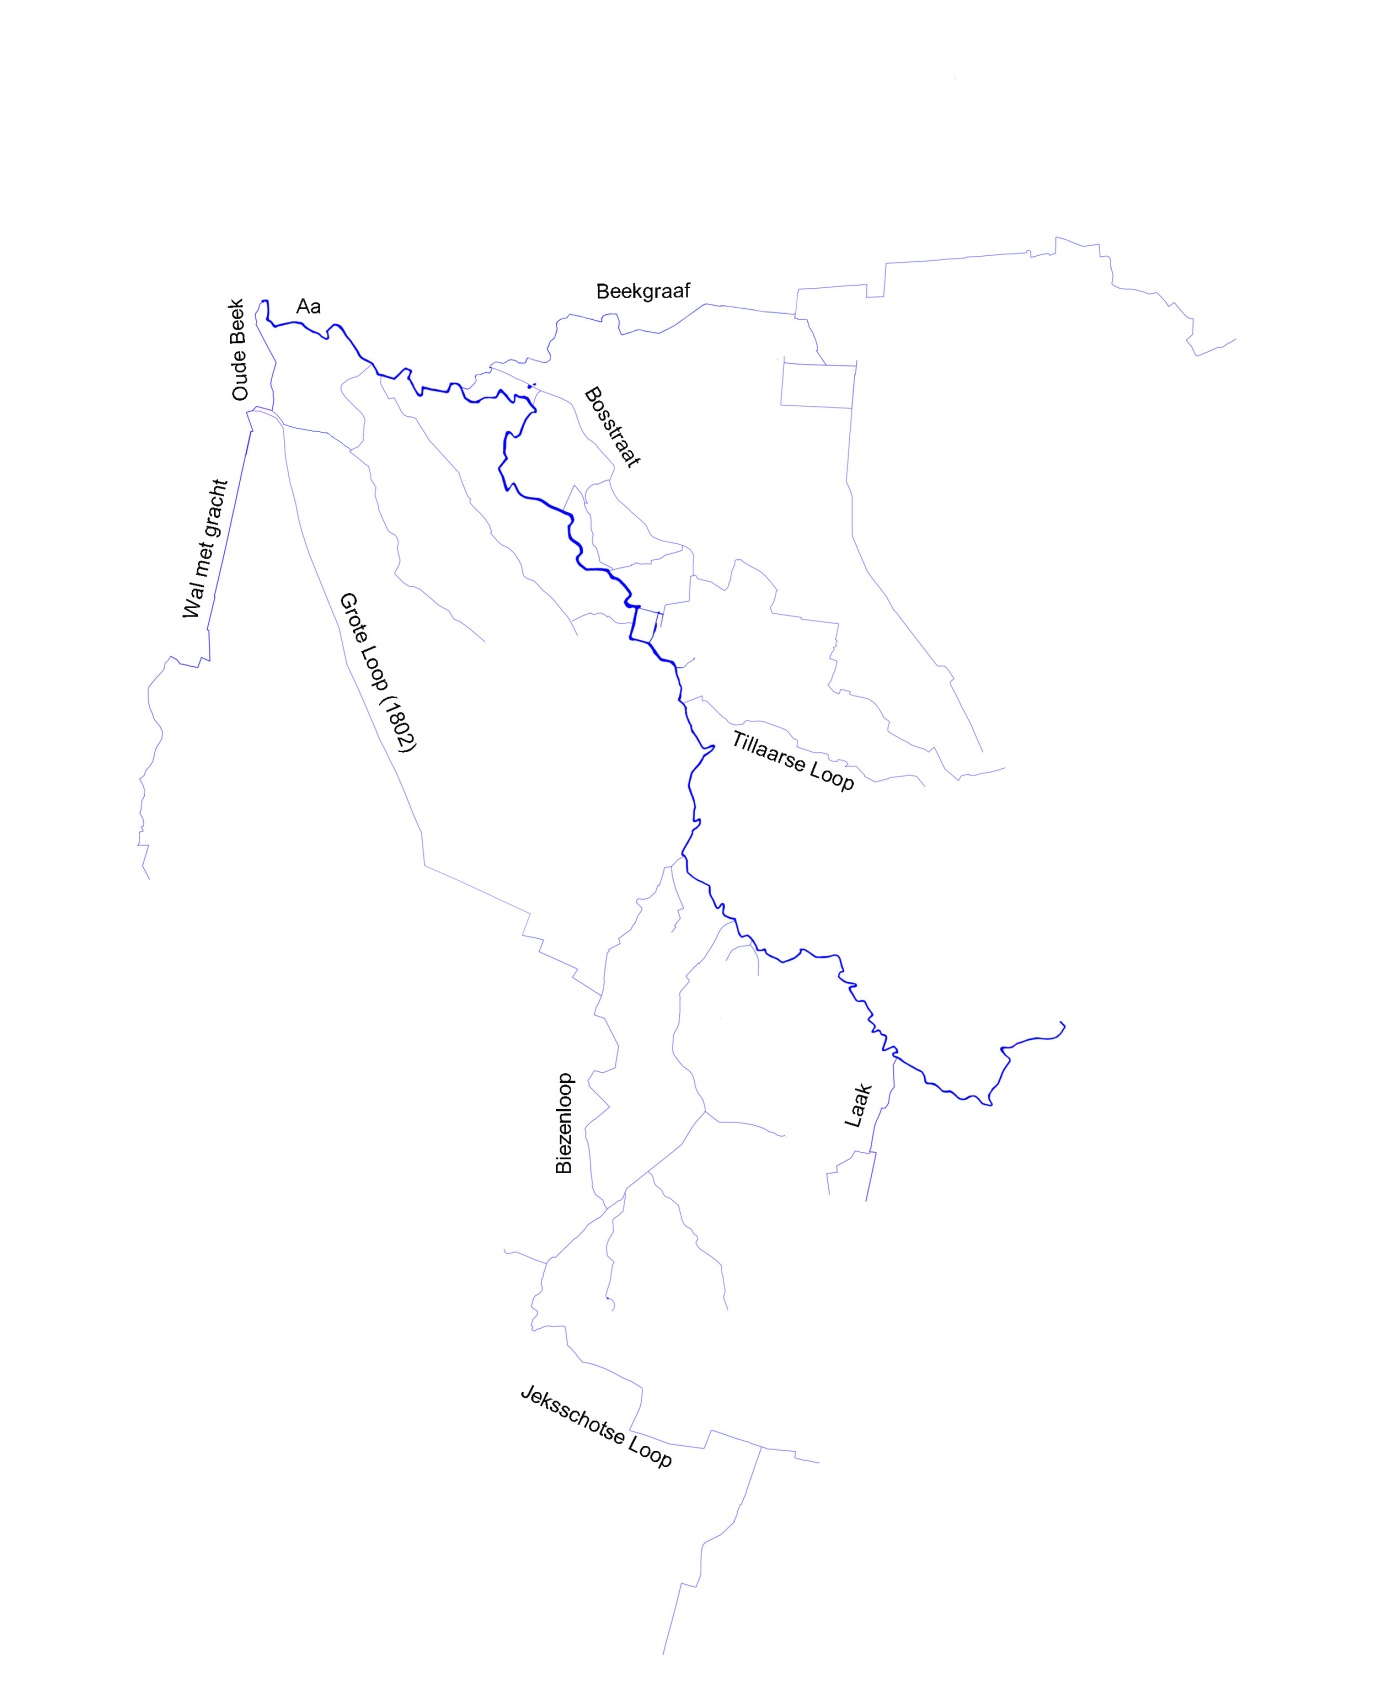 Beekgraaf
Aa
Oude Beek
Bosstraat
Wal met gracht
Grote Loop (1802)
Tillaarse Loop
Biezenloop
Laak
Jeksschotse Loop